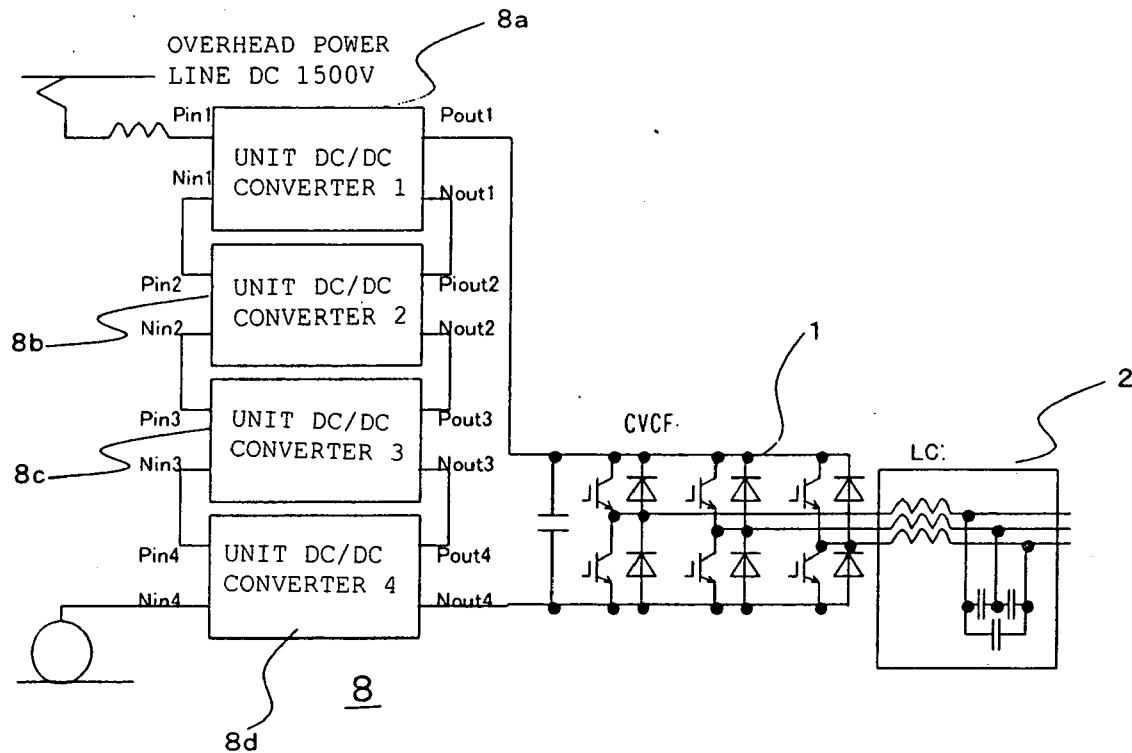 8a
OVERHEAD POWER
LINE DC 1500V
Pin1
Pout1
UNIT DC/DC
CONVERTER 1
Nin1
Nout1
Pin2
Piout2
UNIT DC/DC
CONVERTER 2
8b
Nin2
Nout2
Pin3
Pout3
UNIT DC/DC
CONVERTER 3
8c
Nin3
Nout3
Pin4
Pout4
UNIT DC/DC
CONVERTER 4
Nin4
Nout4
8
8d
CVCF
1
LC
2